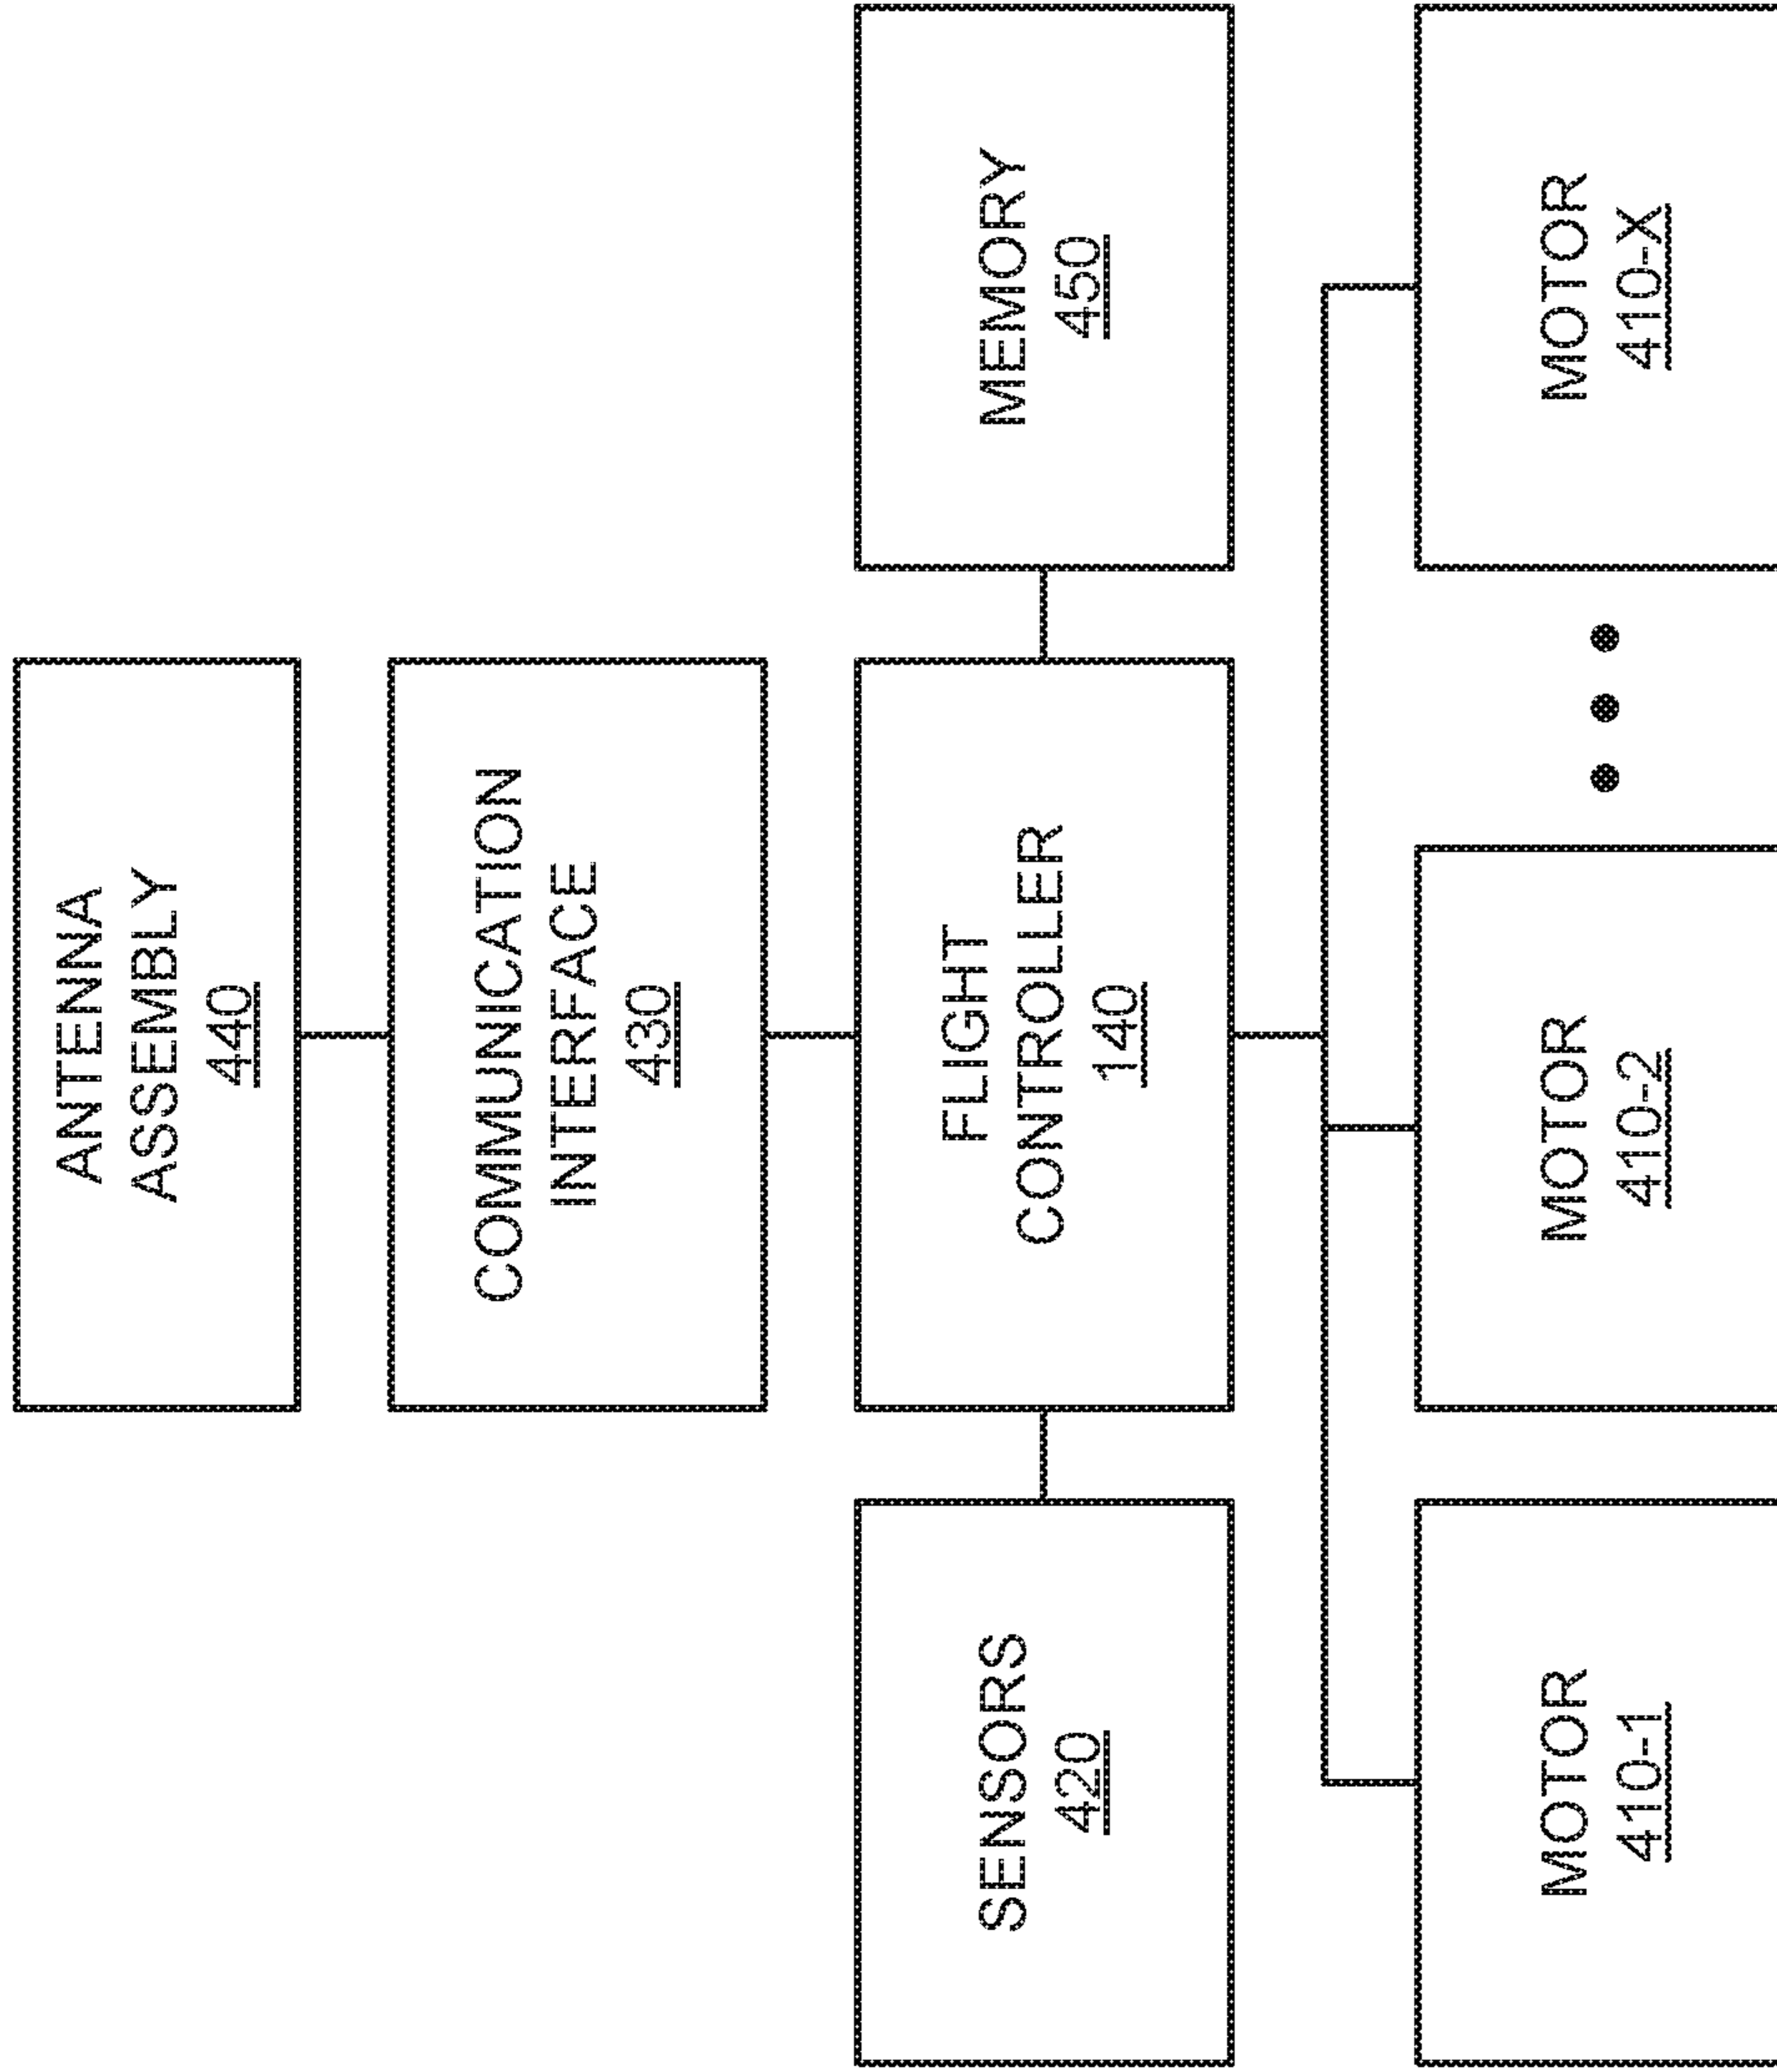 ANTENNA
ASSEMBLY
440
COMMUNICATION
INTERFACE
430
SENSORS
420
FLIGHT
CONTROLLER
140
MEMORY
450
MOTOR
410-1
MOTOR
410-2
MOTOR
410-X